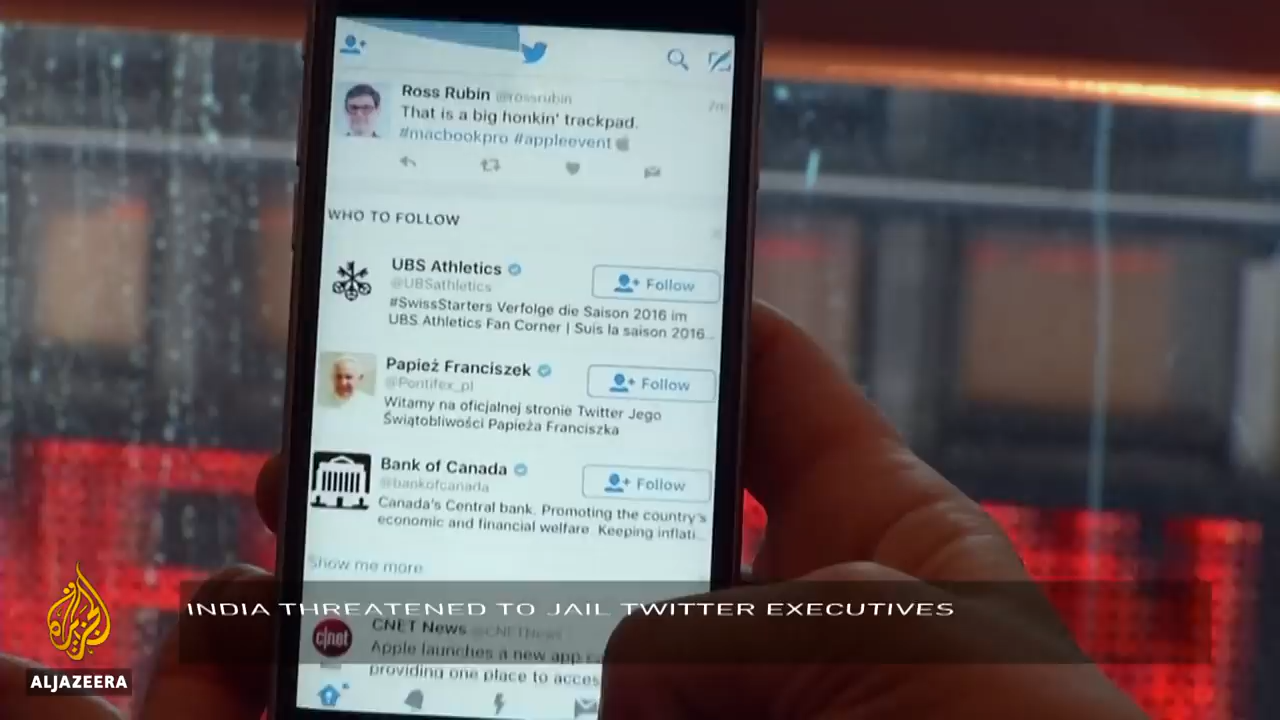 Ross Rubin @rossrubin
That is a big honkin' trackpad.
#macbookpro #appleevent
WHO TO FOLLOW
UBS Athletics
@UBSathletics
Follow
#SwissStarters Verfolge die Saison 2016 im
UBS Athletics Fan Corner | Suis la saison 2016...
Papież Franciszek
@Pontifex_pl
Follow
Witamy na oficjalnej stronie Twitter Jego
Świątobliwości Papieża Franciszka
Bank of Canada
@bankofcanada
Follow
Canada's Central bank. Promoting the country's
economic and financial welfare. Keeping inflati...
Show me more
INDIA THREATENED TO JAIL TWITTER EXECUTIVES
c|net
CNET News @CNETNews
Apple launches a new app
providing one place to acces
الجزيرة
ALJAZEERA